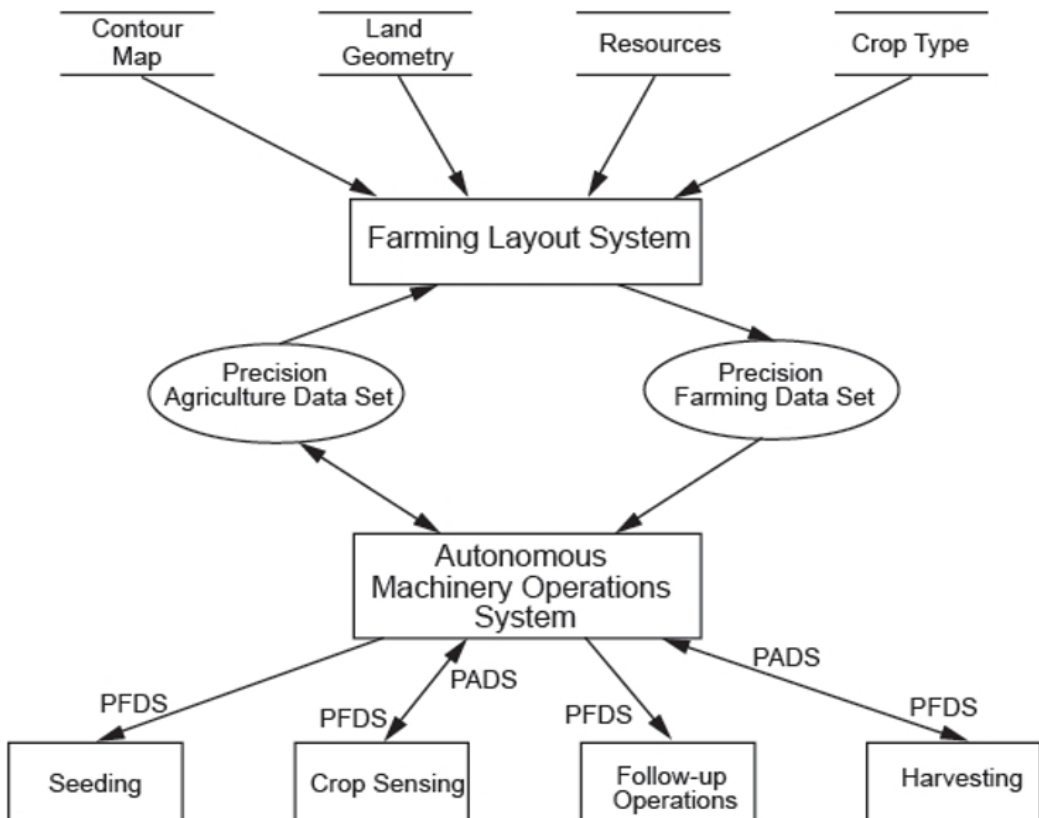 Contour
Map
Land
Geometry
Resources
Crop Type
Farming Layout System
Precision
Agriculture Data Set
Precision
Farming Data Set
Autonomous
Machinery Operations
System
PFDS
PADS
PFDS
PFDS
PADS
PFDS
Seeding
Crop Sensing
Follow-up
Operations
Harvesting